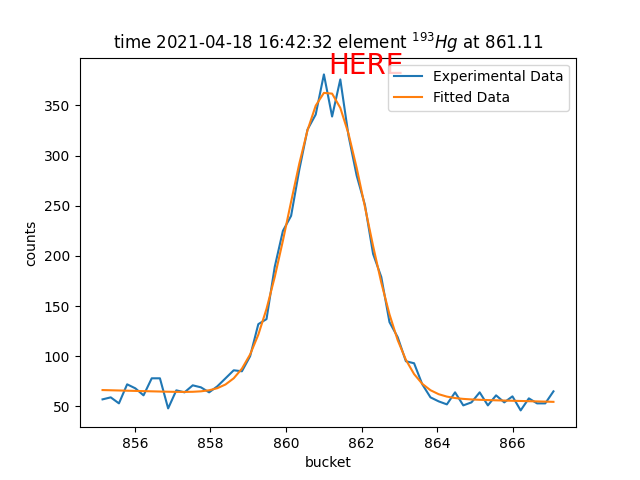 time 2021-04-18 16:42:32 element ¹⁹³Hg at 861.11
HERE
Experimental Data
Fitted Data
350
300
250
200
150
100
50
counts
856 858 860 862 864 866
bucket